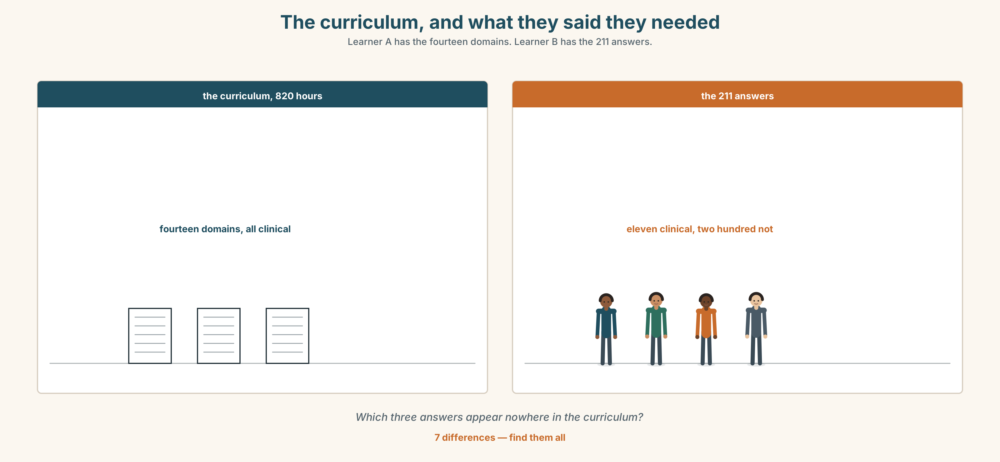 The curriculum, and what they said they needed
Learner A has the fourteen domains. Learner B has the 211 answers.
the curriculum, 820 hours
fourteen domains, all clinical
the 211 answers
eleven clinical, two hundred not
Which three answers appear nowhere in the curriculum?
7 differences — find them all